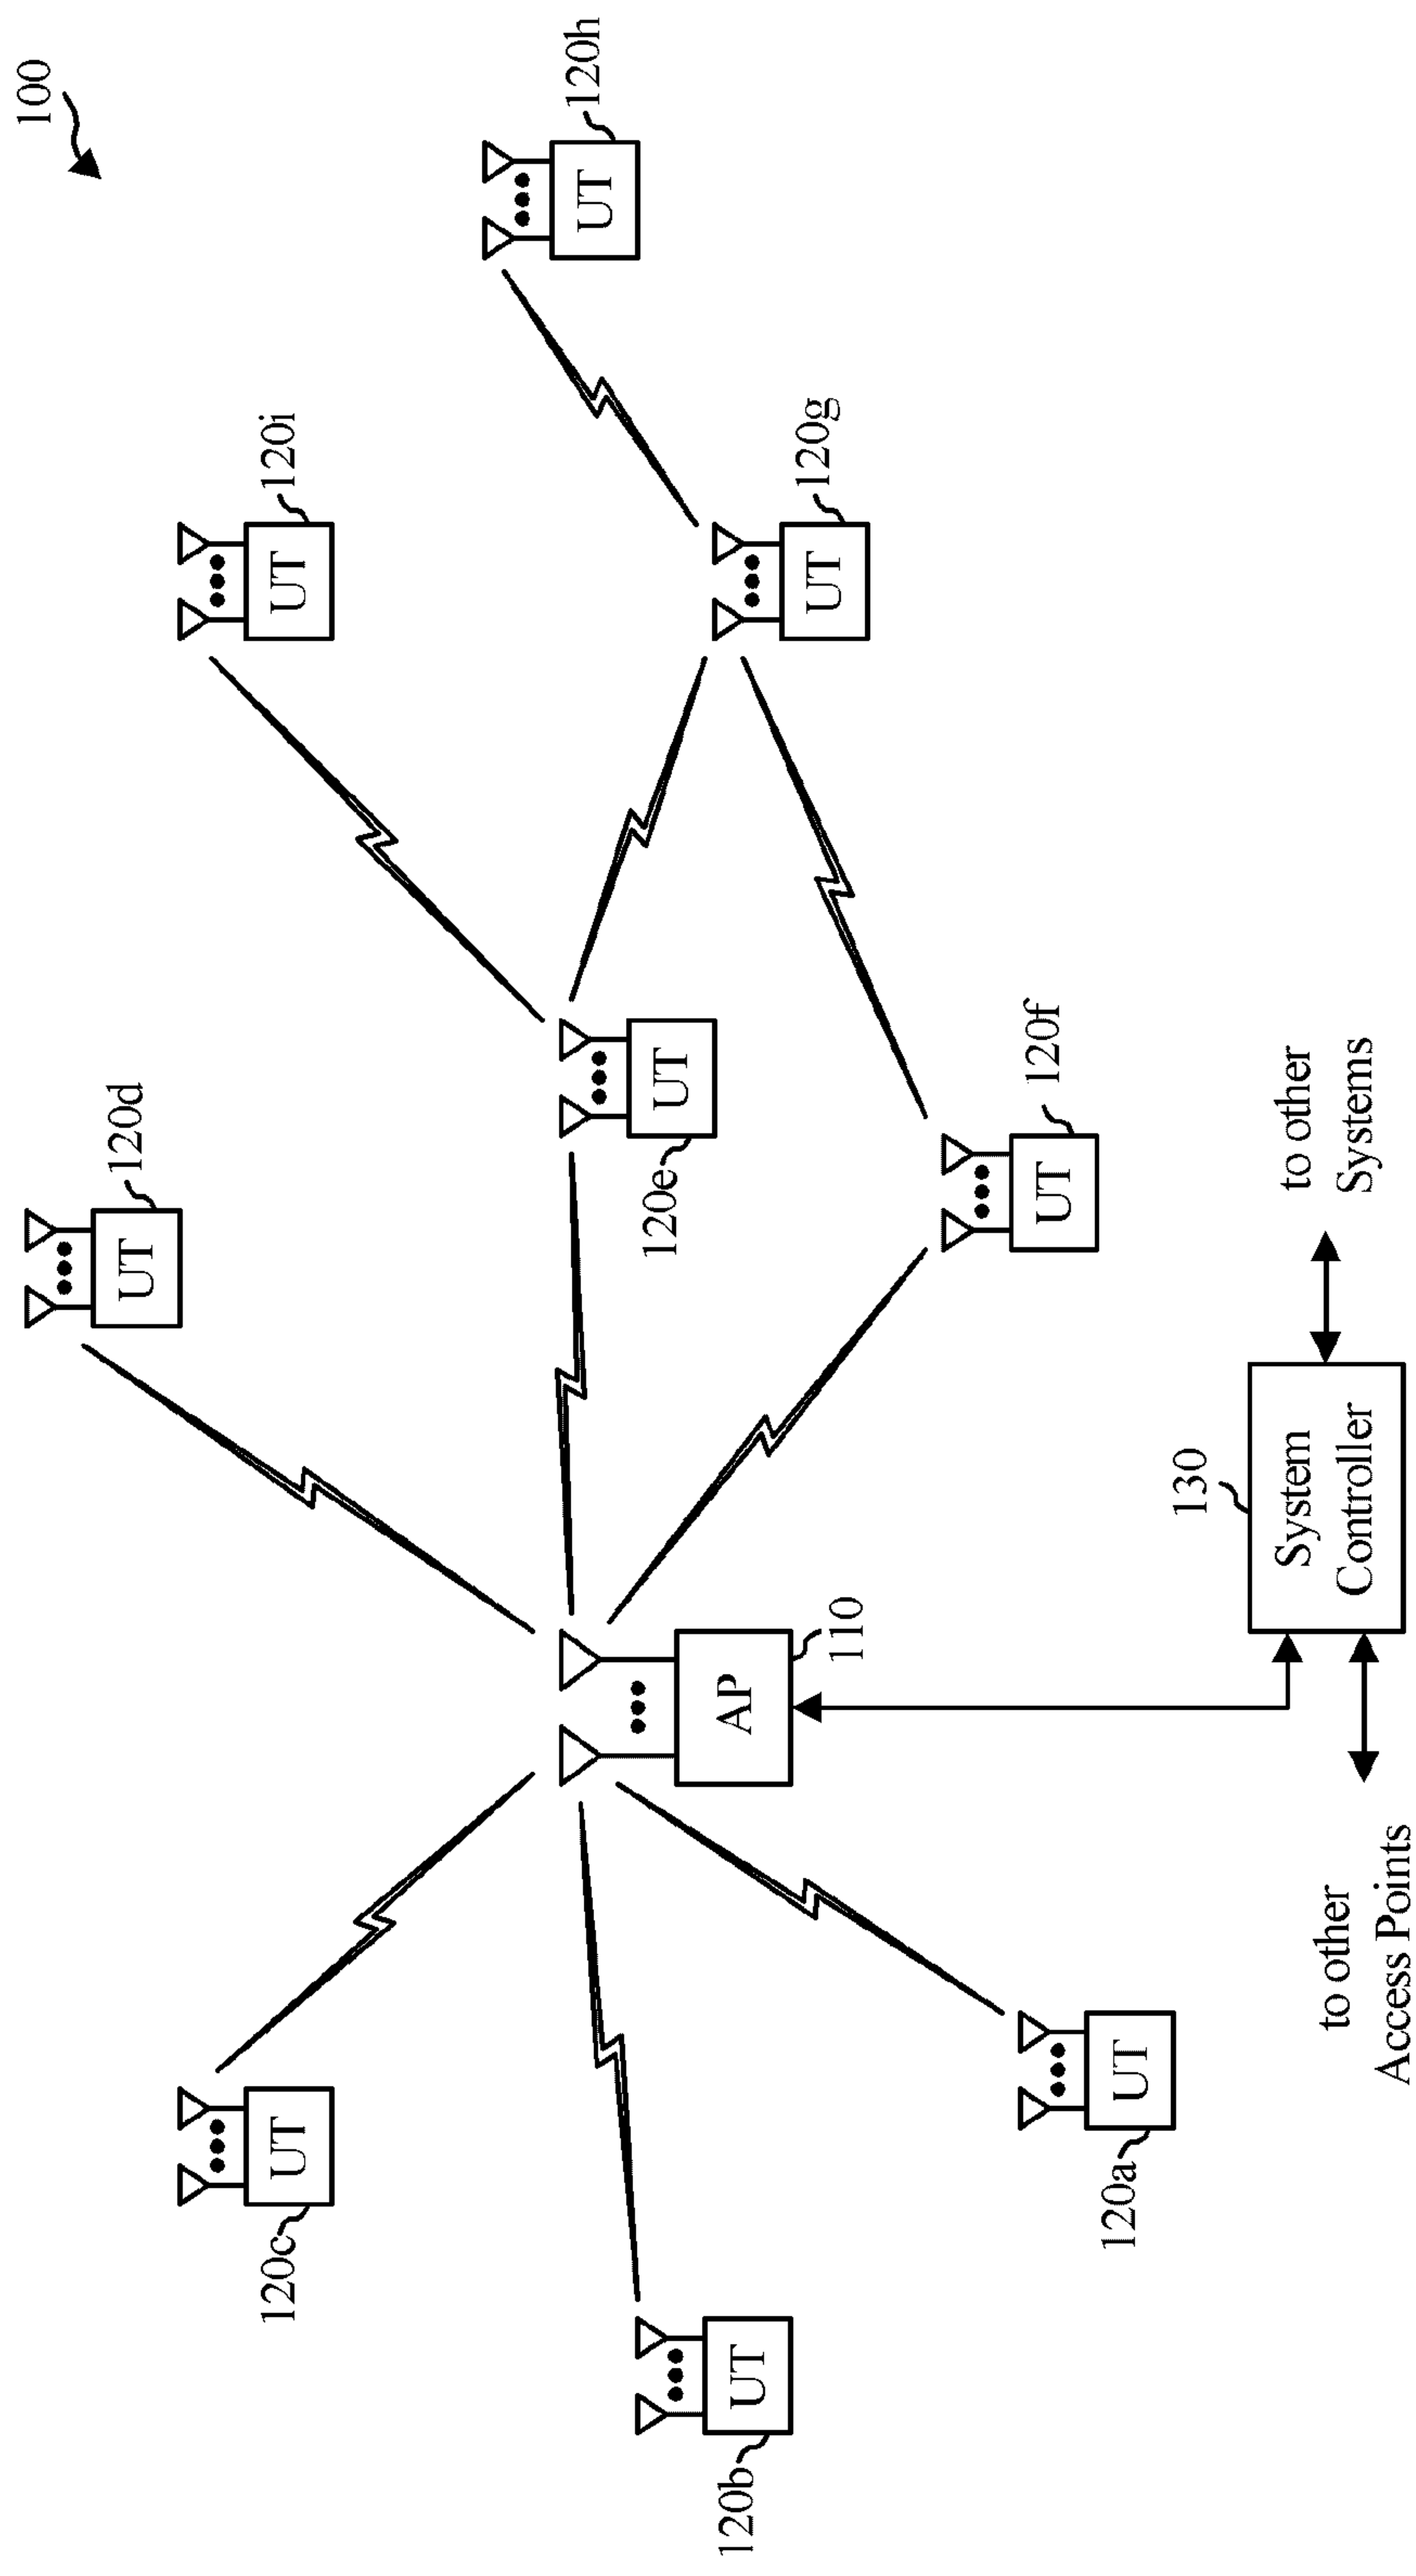 100
UT
120d
UT
120i
UT
120h
UT
120c
UT
120e
UT
120g
UT
120b
AP
110
UT
120f
UT
120a
130
System
Controller
to other
Systems
to other
Access Points